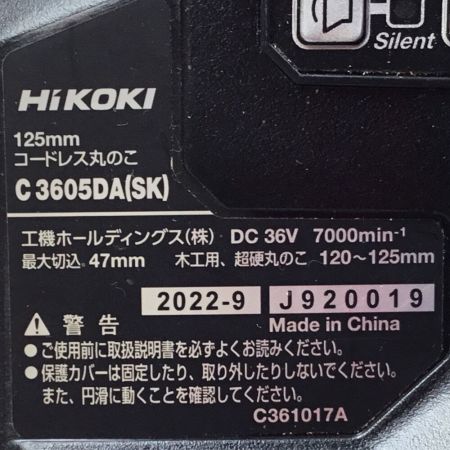 Silent
HiKOKI
125mm
コードレス丸のこ
C 3605DA(SK)
工機ホールディングス(株) DC 36V 7000min⁻¹
最大切込 47mm 木工用、超硬丸のこ 120～125mm
2022-9 J920019
警告 Made in China
●ご使用前に取扱説明書を必ずよくお読みください。
●保護カバーは固定したり、取り外したりしないでください。
また、円滑に動くことを確認してください。
C361017A